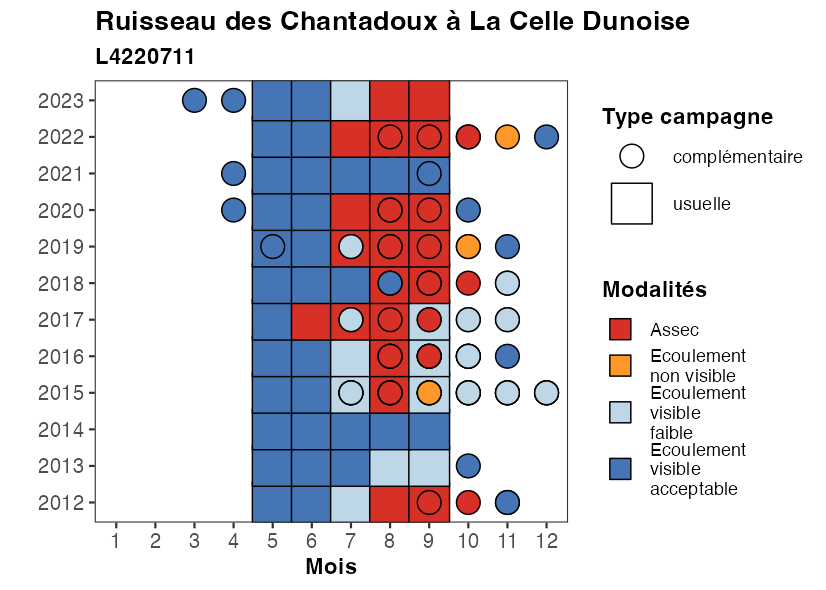 Ruisseau des Chantadoux à La Celle Dunoise
L4220711
2023
2022
2021
2020
2019
2018
2017
2016
2015
2014
2013
2012
1 2 3 4 5 6 7 8 9 10 11 12
Mois
Type campagne
complémentaire
usuelle
Modalités
Assec
Ecoulement
non visible
Ecoulement
visible
faible
Ecoulement
visible
acceptable